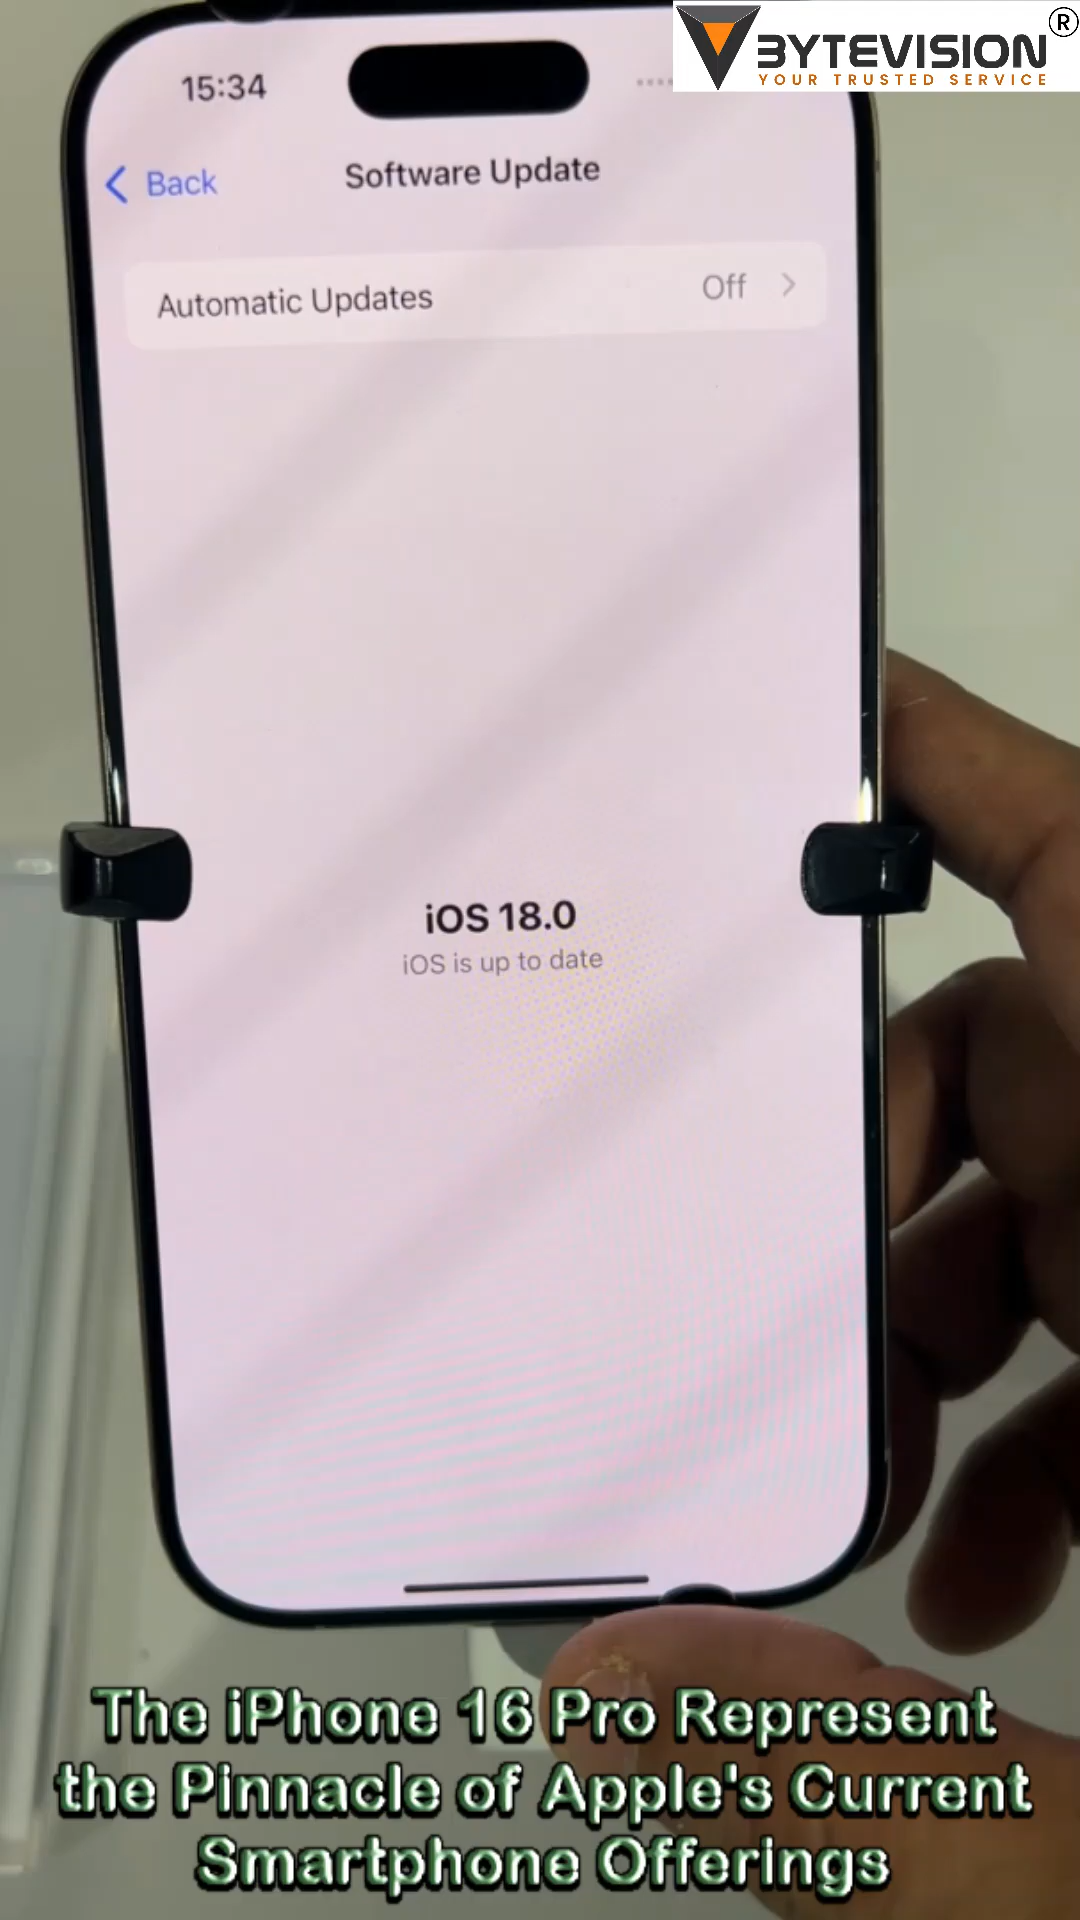 BYTEVISION®
YOUR TRUSTED SERVICE
15:34
Back
Software Update
Automatic Updates
Off
iOS 18.0
iOS is up to date
The iPhone 16 Pro Represent
the Pinnacle of Apple's Current
Smartphone Offerings